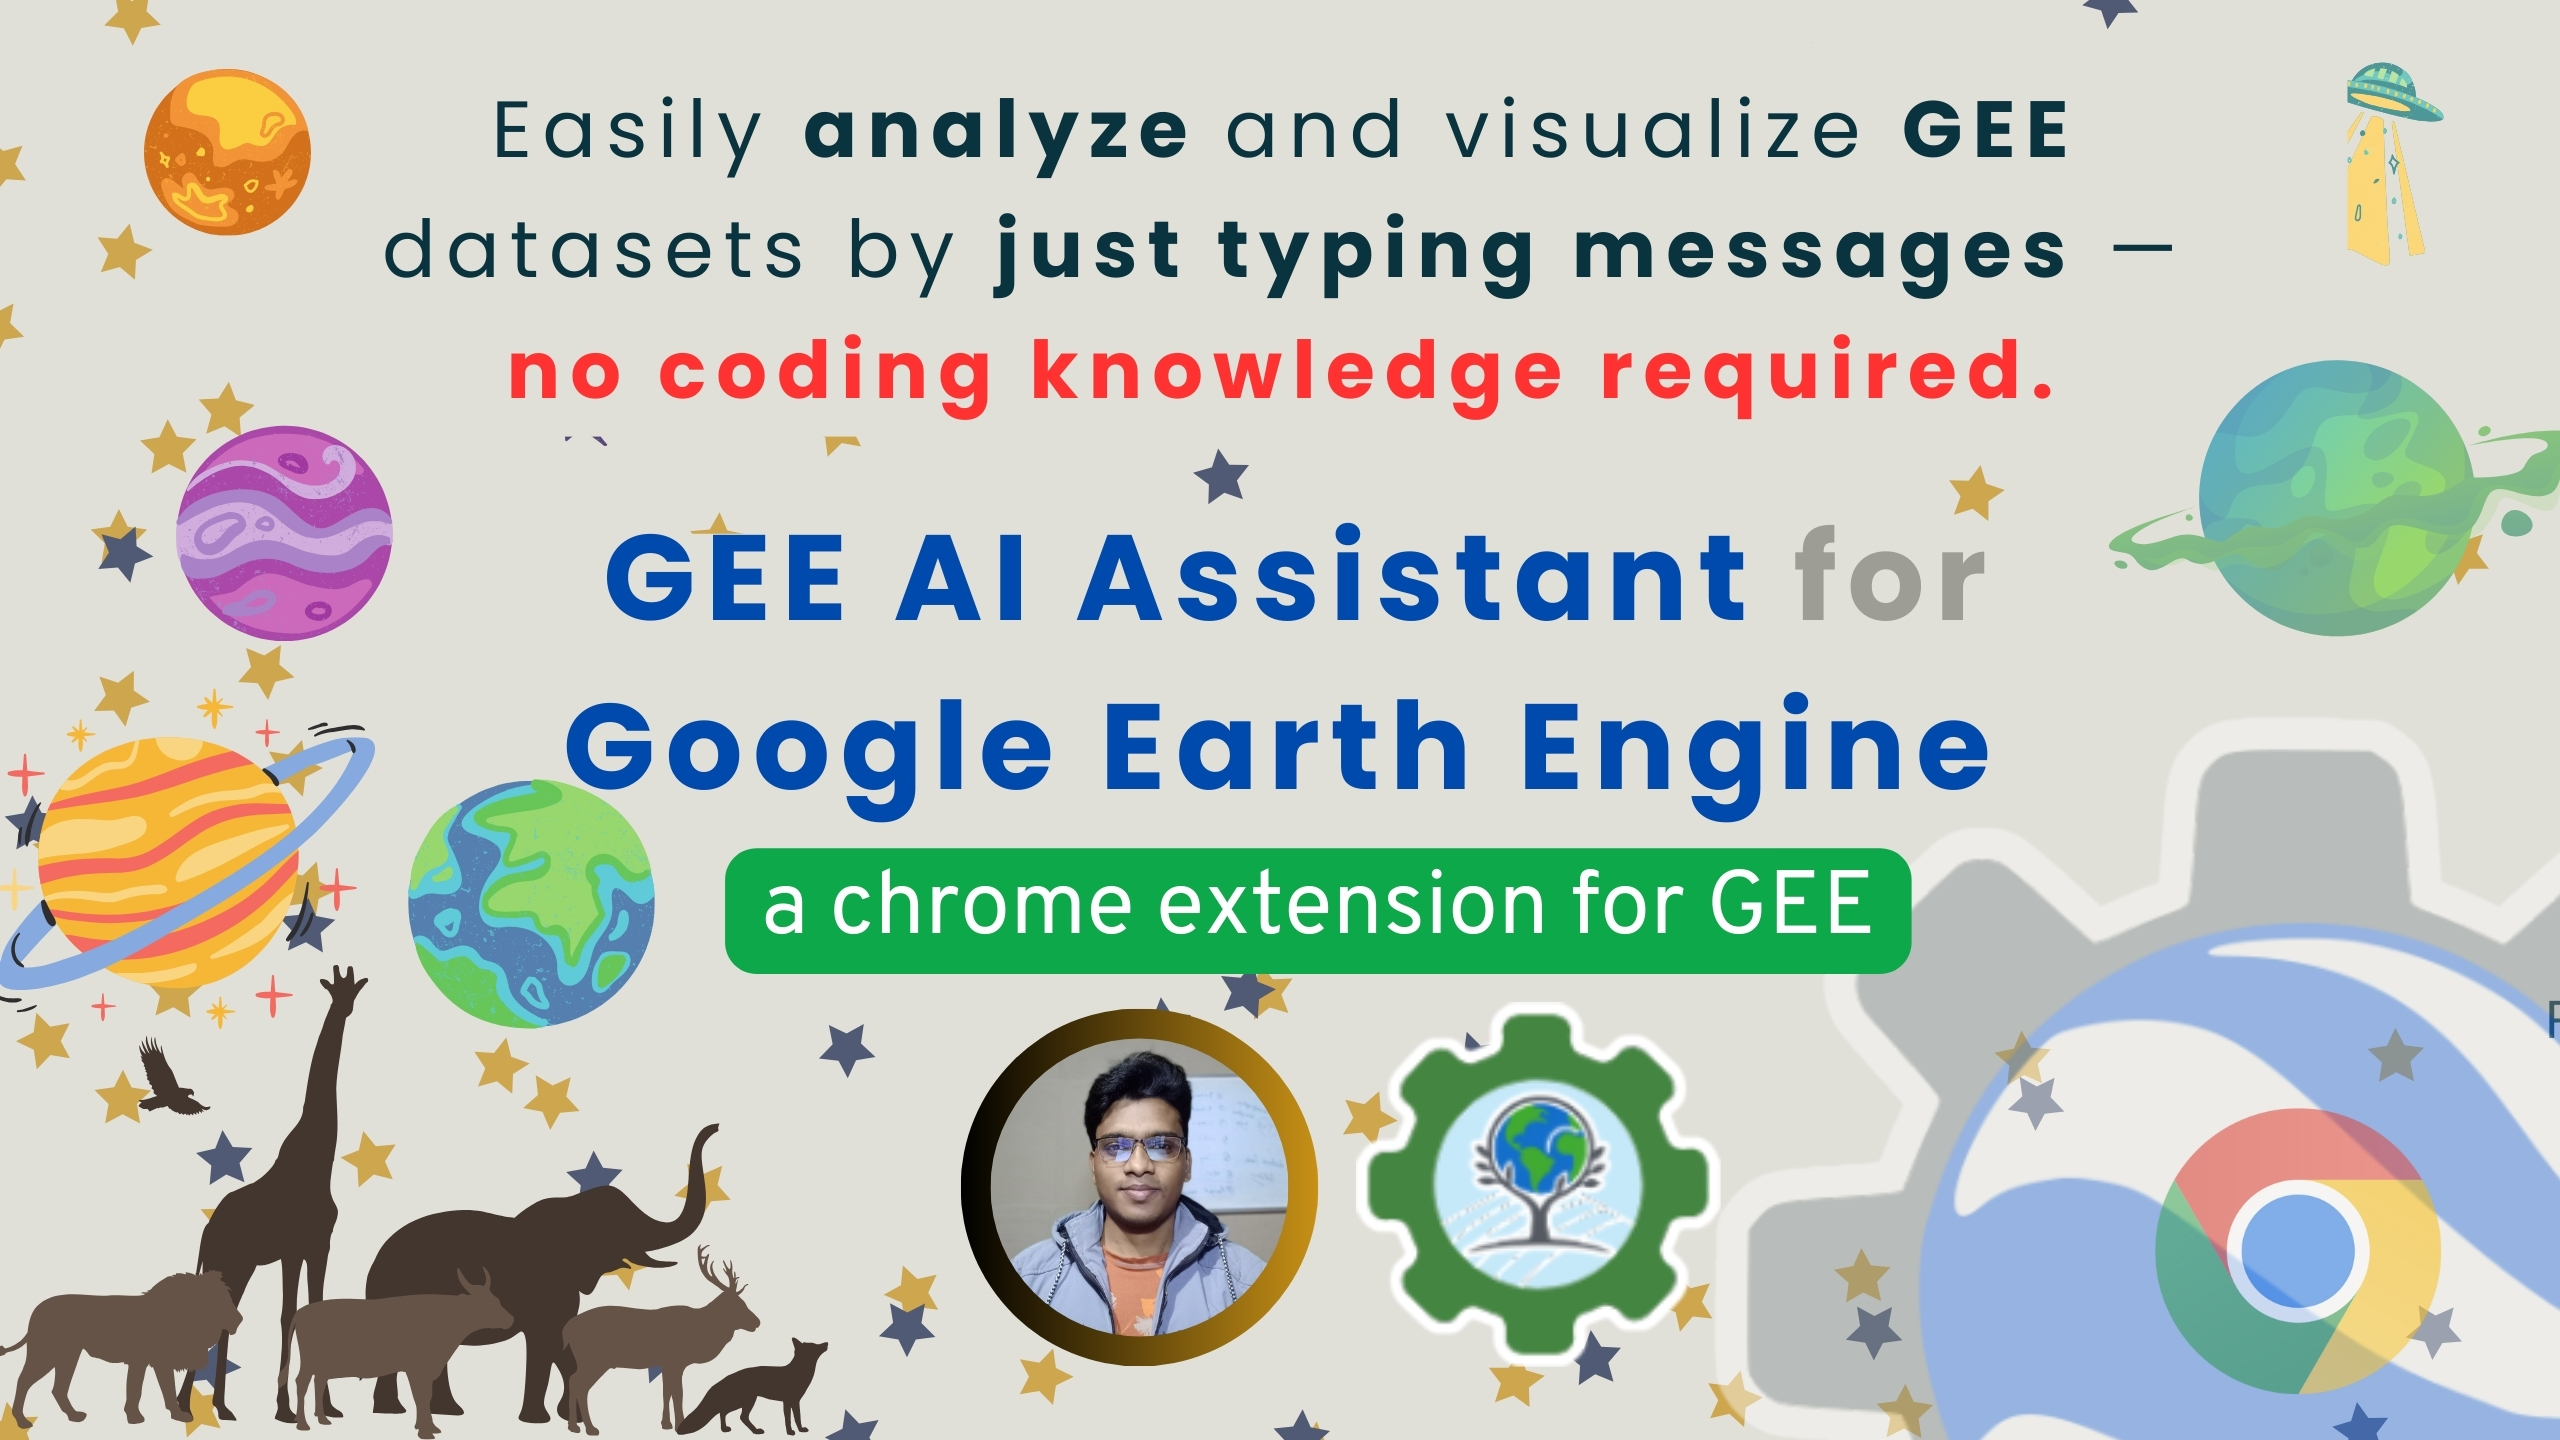 Easily analyze and visualize GEE
datasets by just typing messages —
no coding knowledge required.
GEE AI Assistant for
Google Earth Engine
a chrome extension for GEE